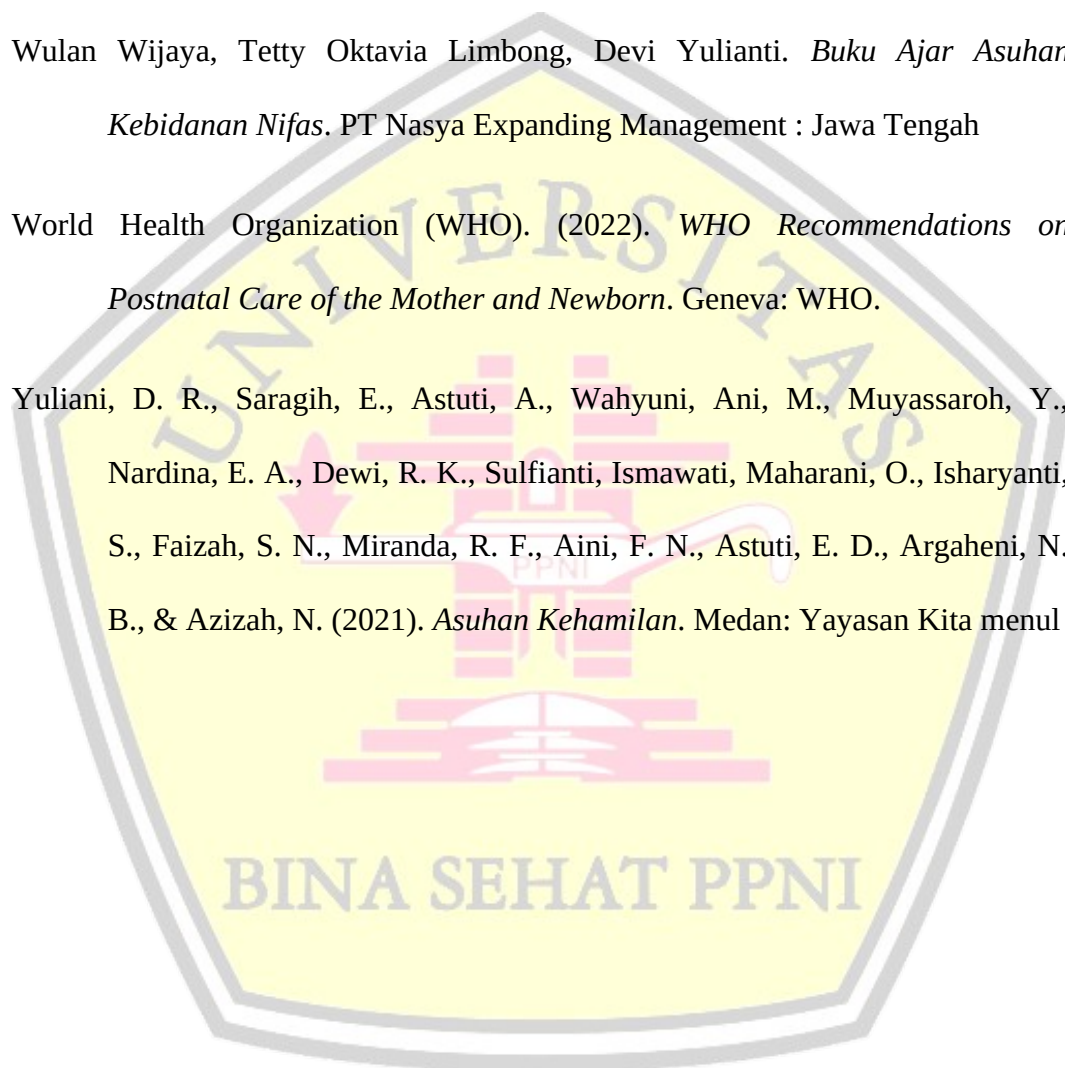 Wulan Wijaya, Tetty Oktavia Limbong, Devi Yulianti. Buku Ajar Asuhan
Kebidanan Nifas. PT Nasya Expanding Management : Jawa Tengah
World Health Organization (WHO). (2022). WHO Recommendations on
Postnatal Care of the Mother and Newborn. Geneva: WHO.
Yuliani, D. R., Saragih, E., Astuti, A., Wahyuni, Ani, M., Muyassaroh, Y.,
Nardina, E. A., Dewi, R. K., Sulfianti, Ismawati, Maharani, O., Isharyanti,
S., Faizah, S. N., Miranda, R. F., Aini, F. N., Astuti, E. D., Argaheni, N.
B., & Azizah, N. (2021). Asuhan Kehamilan. Medan: Yayasan Kita menul
UNIVERSITAS
PPNI
BINA SEHAT PPNI